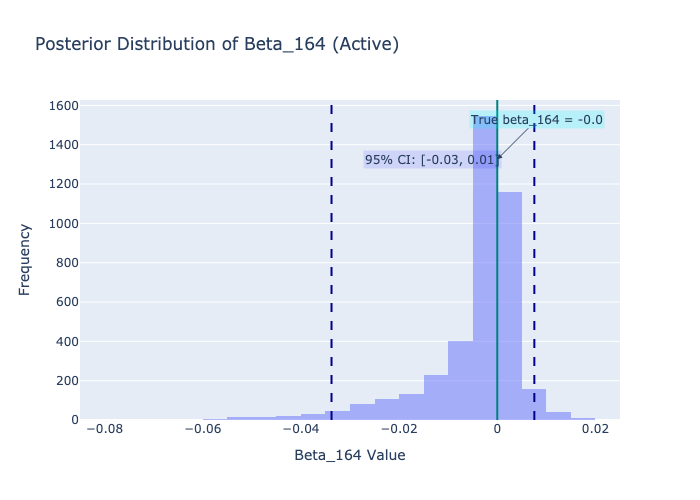 Posterior Distribution of Beta_164 (Active)
1600
True beta_164 = -0.0
1400
95% CI: [-0.03, 0.01]
1200
1000
800
600
400
200
0
Frequency
−0.08 −0.06 −0.04 −0.02 0 0.02
Beta_164 Value